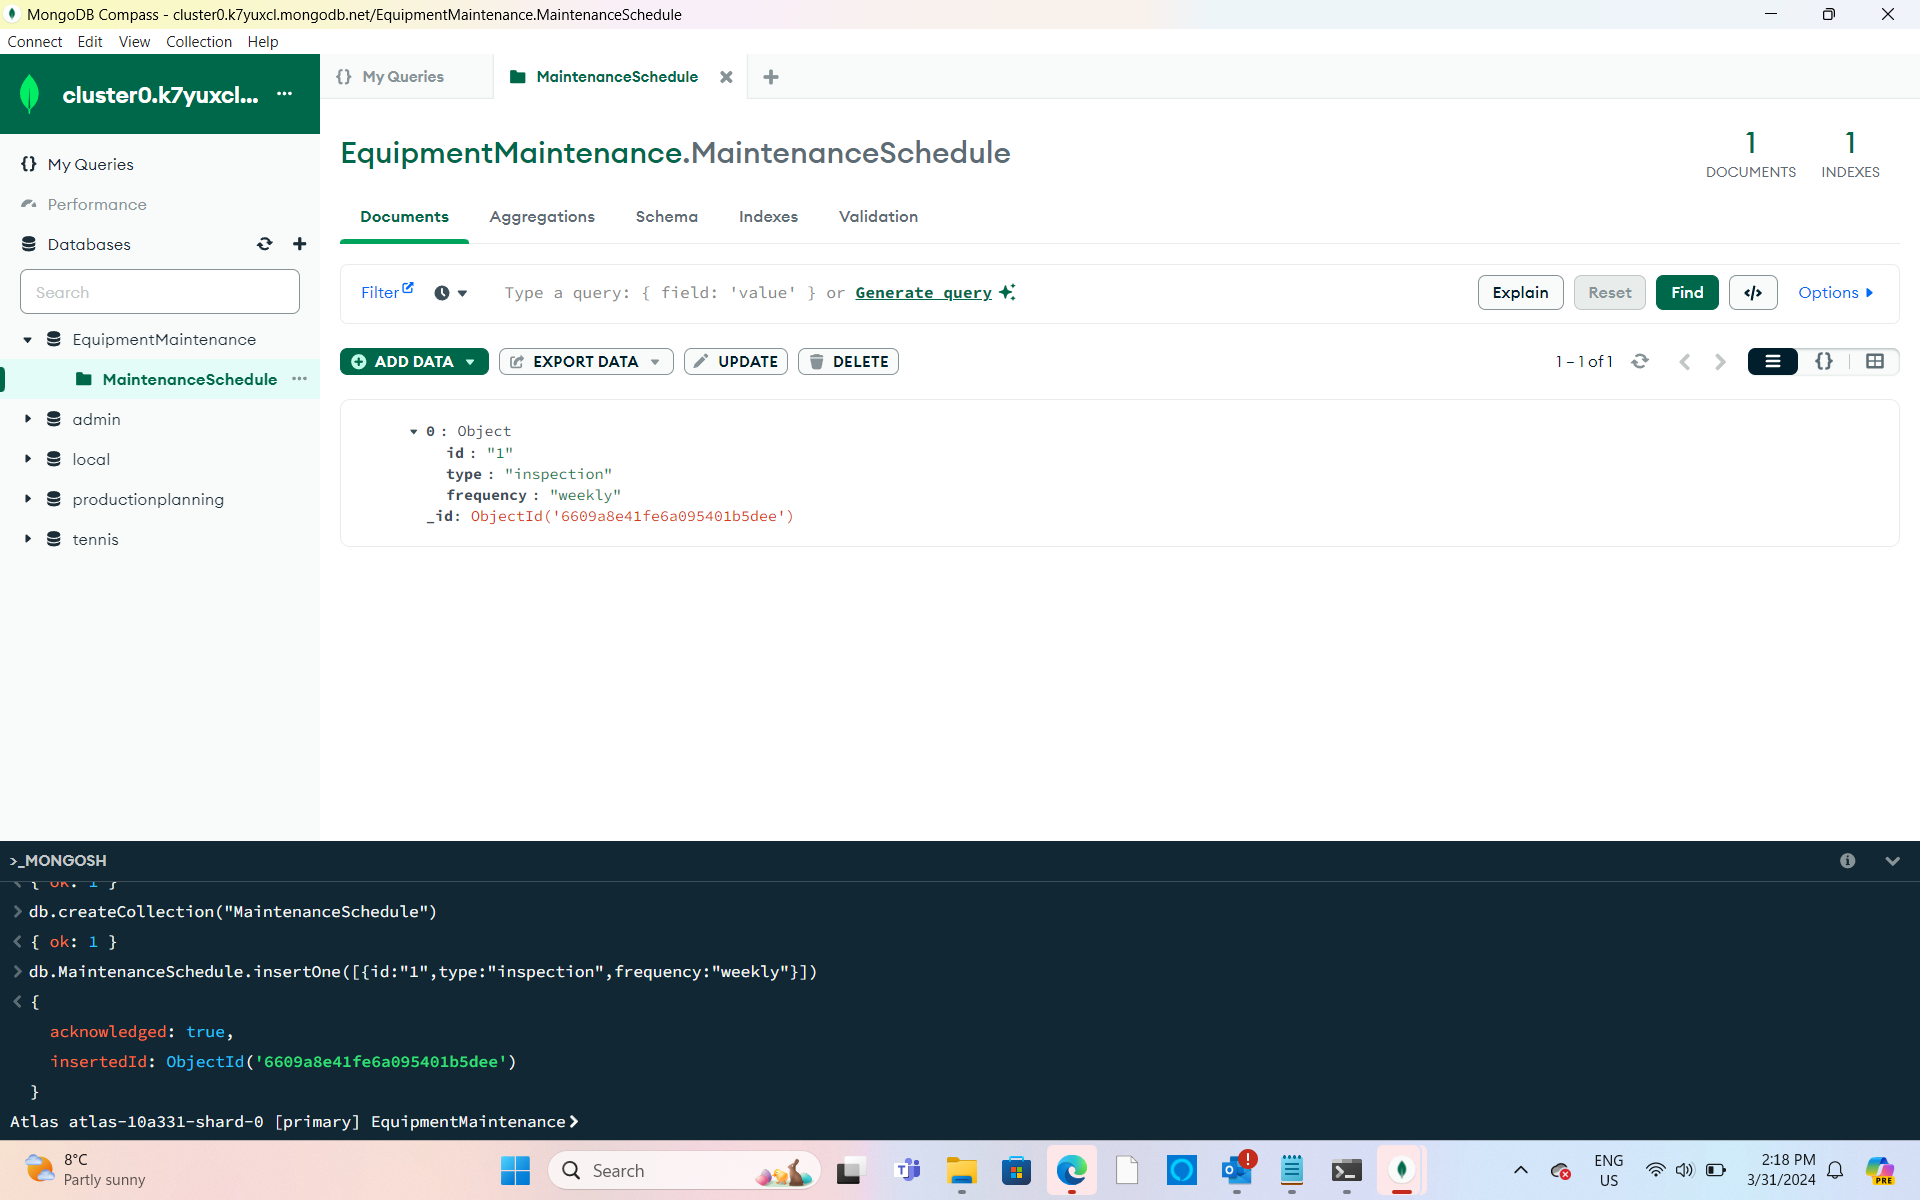 MongoDB Compass - cluster0.k7yuxcl.mongodb.net/EquipmentMaintenance.MaintenanceSchedule
Connect Edit View Collection Help
cluster0.k7yuxcl... ...
My Queries
Performance
Databases
Search
EquipmentMaintenance
MaintenanceSchedule ...
admin
local
productionplanning
tennis
{} My Queries
MaintenanceSchedule
EquipmentMaintenance.MaintenanceSchedule
1 DOCUMENTS
1 INDEXES
Documents Aggregations Schema Indexes Validation
Filter Type a query: { field: 'value' } or Generate query Explain Reset Find </> Options
ADD DATA EXPORT DATA UPDATE DELETE 1 – 1 of 1 {}
0 : Object
id : "1"
type : "inspection"
frequency : "weekly"
_id: ObjectId('6609a8e41fe6a095401b5dee')
>_MONGOSH
< { ok: 1 }
> db.createCollection("MaintenanceSchedule")
< { ok: 1 }
> db.MaintenanceSchedule.insertOne([{id:"1",type:"inspection",frequency:"weekly"}])
< {
acknowledged: true,
insertedId: ObjectId('6609a8e41fe6a095401b5dee')
}
Atlas atlas-10a331-shard-0 [primary] EquipmentMaintenance>
8°C
Partly sunny
Search
ENG
US
2:18 PM
3/31/2024
PRE